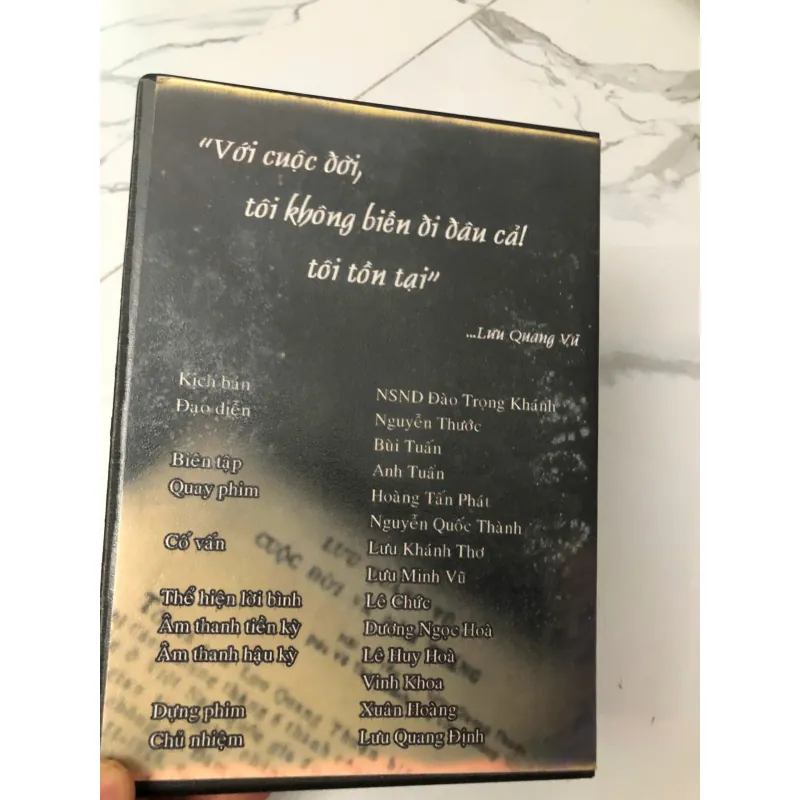 "Với cuộc đời,
tôi không biến đi đâu cả!
tôi tồn tại"
...Lưu Quang Vũ
Kịch bản NSND Đào Trọng Khánh
Đạo diễn Nguyễn Thước
Bùi Tuấn
Biên tập Anh Tuấn
Quay phim Hoàng Tấn Phát
Nguyễn Quốc Thành
Cố vấn Lưu Khánh Thơ
Lưu Minh Vũ
Thể hiện lời bình Lê Chức
Âm thanh tiền kỳ Dương Ngọc Hoà
Âm thanh hậu kỳ Lê Huy Hoà
Vinh Khoa
Dựng phim Xuân Hoàng
Chủ nhiệm Lưu Quang Định
LƯU
CUỘC ĐỜI